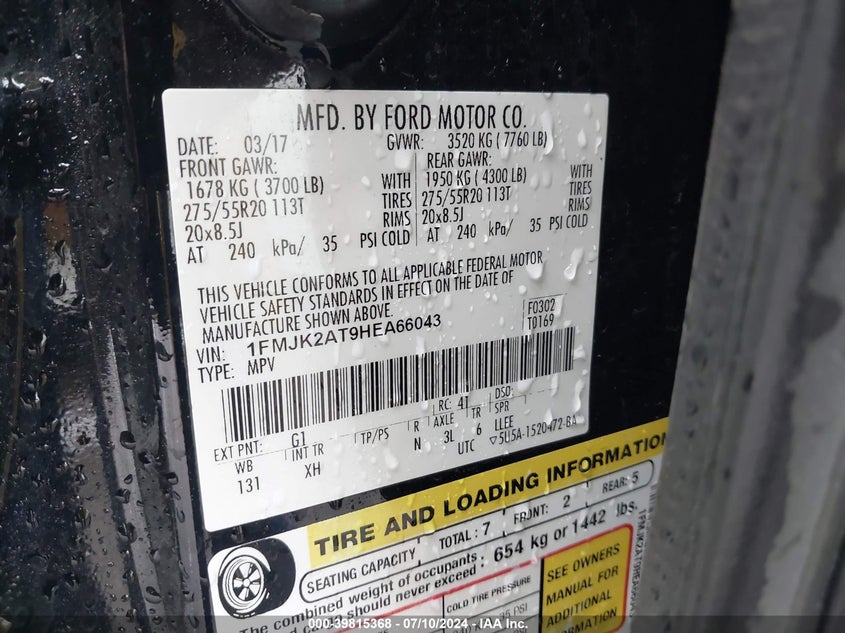 MFD. BY FORD MOTOR CO.
DATE: 03/17 GVWR: 3520 KG ( 7760 LB)
FRONT GAWR: REAR GAWR:
1678 KG ( 3700 LB) WITH 1950 KG ( 4300 LB) WITH
275/55R20 113T TIRES 275/55R20 113T TIRES
20x8.5J RIMS 20x8.5J RIMS
AT 240 kPa/ 35 PSI COLD AT 240 kPa/ 35 PSI COLD
THIS VEHICLE CONFORMS TO ALL APPLICABLE FEDERAL MOTOR
VEHICLE SAFETY STANDARDS IN EFFECT ON THE DATE OF
MANUFACTURE SHOWN ABOVE.
F0302
VIN: 1FMJK2AT9HEA66043 T0169
TYPE: MPV
RC: 41 DSO:
EXT PNT: G1 TP/PS R AXLE TR SPR
WB INT TR N 3L 6 LLEE
131 XH UTC ▽5U5A-1520472-BA
TIRE AND LOADING INFORMATION
SEATING CAPACITY TOTAL: 7 FRONT: 2 REAR: 5
The combined weight of occupants
should never exceed 654 kg or 1442 lbs.
COLD TIRE PRESSURE
35 PSI
SEE OWNERS
MANUAL FOR
ADDITIONAL
INFORMATION
00-39815368 - 07/10/2024 - IAA Inc.